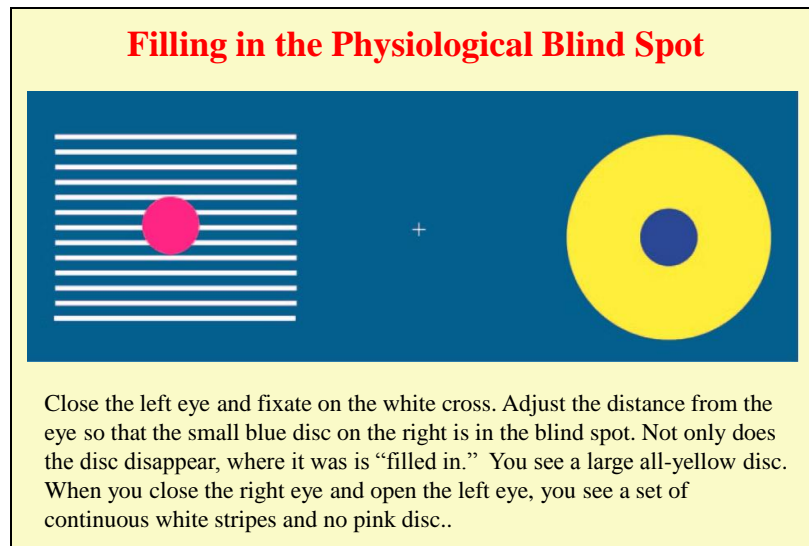 Filling in the Physiological Blind Spot
Close the left eye and fixate on the white cross. Adjust the distance from the
eye so that the small blue disc on the right is in the blind spot. Not only does
the disc disappear, where it was is “filled in.” You see a large all-yellow disc.
When you close the right eye and open the left eye, you see a set of
continuous white stripes and no pink disc..